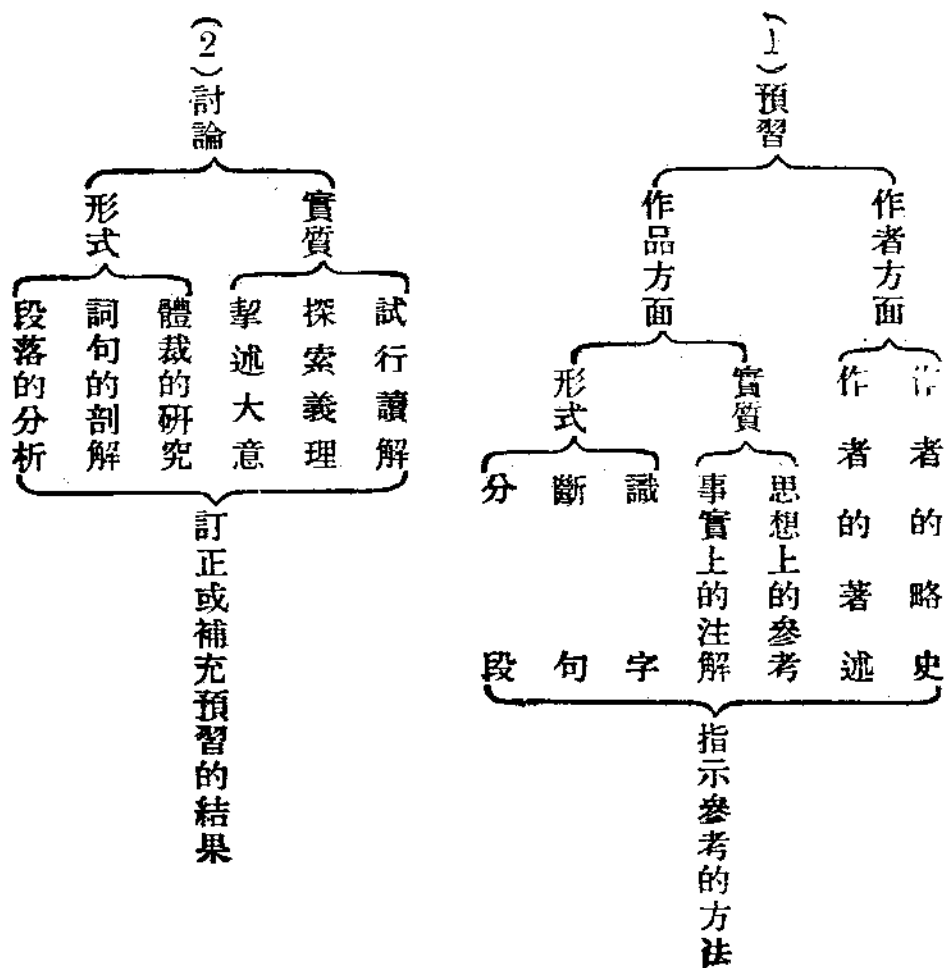 （1）預習
作者方面
作者的略史
作者的著述
作品方面
實質
思想上的參考
事實上的注解
形式
識字
斷句
分段
指示參考的方法
（2）討論
實質
試行讀解
探索義理
挈述大意
形式
體裁的研究
詞句的剖解
段落的分析
訂正或補充預習的結果